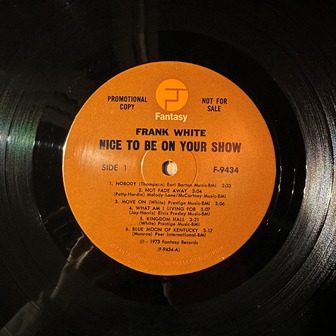 PROMOTIONAL COPY
NOT FOR SALE
Fantasy
FRANK WHITE
NICE TO BE ON YOUR SHOW
SIDE 1
F-9434
1. NOBODY (Thompson) Earl Barton Music-BMI 2:33
2. NOT FADE AWAY 3:04
(Petty-Hardin) Melody-Lane/McCartney Music-BMI
3. MOVE ON (White) Prestige Music-BMI 3:06
4. WHAT AM I LIVING FOR 5:07
(Jay-Harris) Elvis Presley Music-BMI
5. KINGDOM HALL 3:21
(White) Prestige Music-BMI
6. BLUE MOON OF KENTUCKY 3:17
(Monroe) Peer International-BMI
℗ - 1973 Fantasy Records
(F-9434-A)